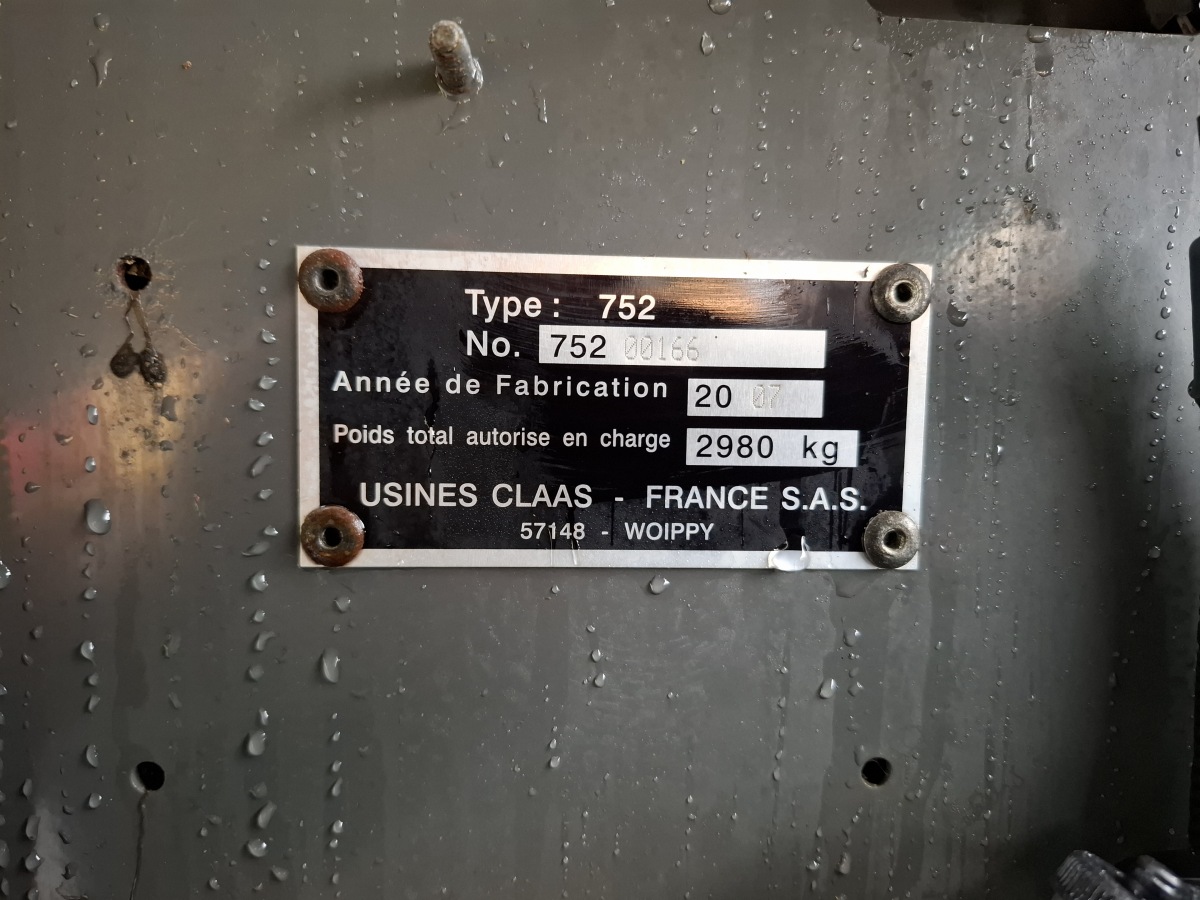 Type : 752
No. 752 00166
Année de Fabrication 20 07
Poids total autorise en charge 2980 kg
USINES CLAAS - FRANCE S.A.S.
57148 - WOIPPY